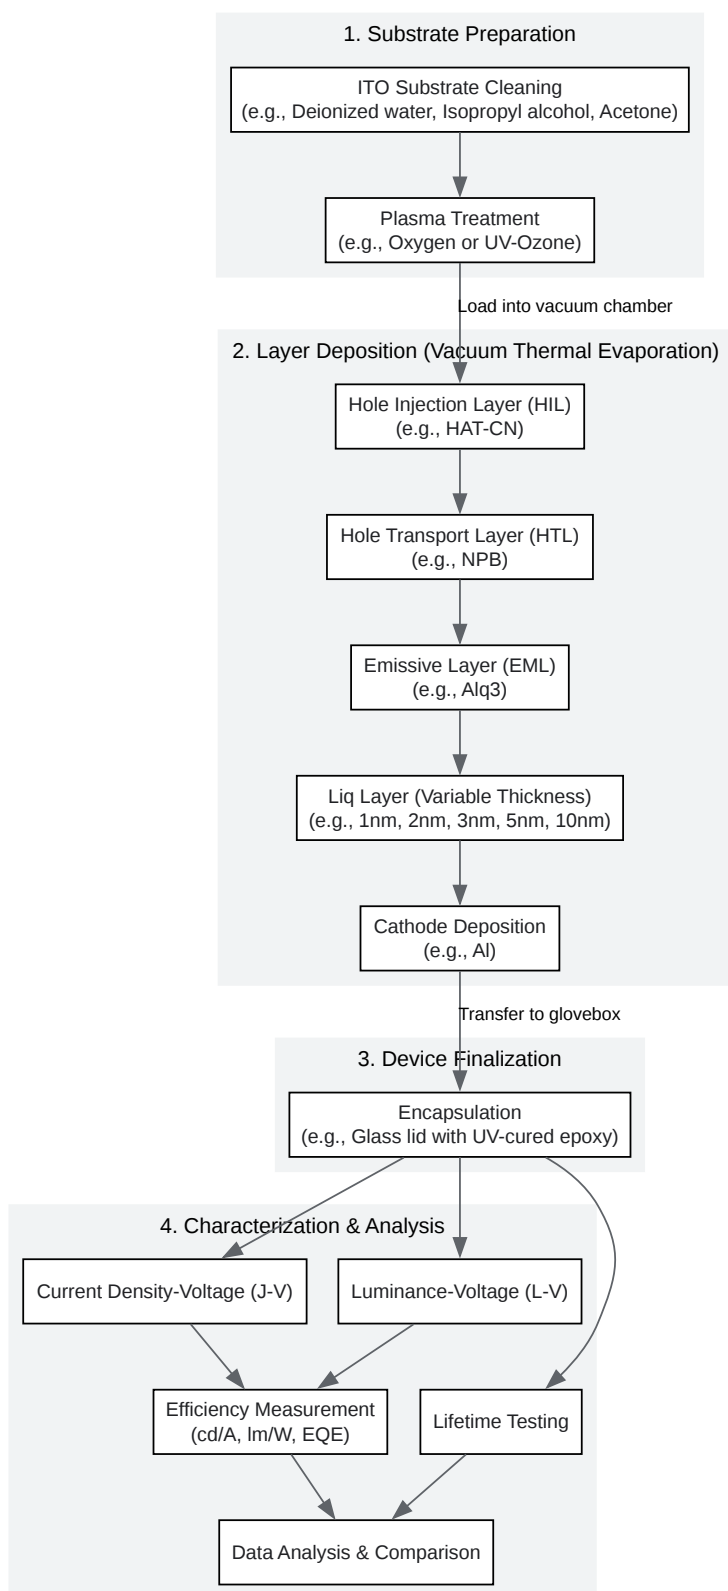 1. Substrate Preparation
ITO Substrate Cleaning
(e.g., Deionized water, Isopropyl alcohol, Acetone)
Plasma Treatment
(e.g., Oxygen or UV-Ozone)
Load into vacuum chamber
2. Layer Deposition (Vacuum Thermal Evaporation)
Hole Injection Layer (HIL)
(e.g., HAT-CN)
Hole Transport Layer (HTL)
(e.g., NPB)
Emissive Layer (EML)
(e.g., Alq3)
Liq Layer (Variable Thickness)
(e.g., 1nm, 2nm, 3nm, 5nm, 10nm)
Cathode Deposition
(e.g., Al)
Transfer to glovebox
3. Device Finalization
Encapsulation
(e.g., Glass lid with UV-cured epoxy)
4. Characterization & Analysis
Current Density-Voltage (J-V)
Luminance-Voltage (L-V)
Efficiency Measurement
(cd/A, lm/W, EQE)
Lifetime Testing
Data Analysis & Comparison